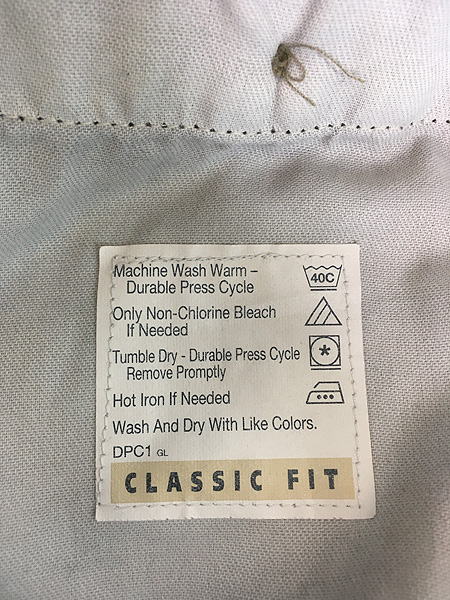 Machine Wash Warm –
Durable Press Cycle
40C
Only Non-Chlorine Bleach
If Needed
Tumble Dry - Durable Press Cycle
Remove Promptly
Hot Iron If Needed
Wash And Dry With Like Colors.
DPC1 GL
CLASSIC FIT